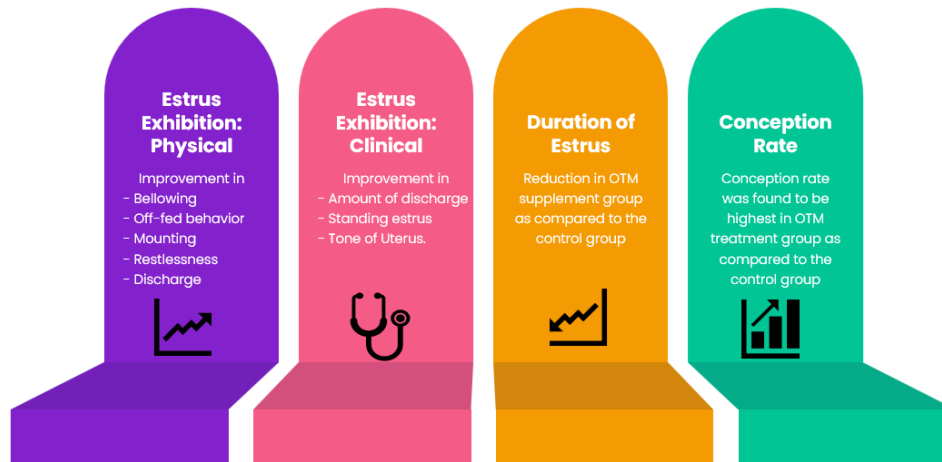 Estrus
Exhibition:
Physical
Improvement in
- Bellowing
- Off-fed behavior
- Mounting
- Restlessness
- Discharge
Estrus
Exhibition:
Clinical
Improvement in
- Amount of discharge
- Standing estrus
- Tone of Uterus.
Duration of
Estrus
Reduction in OTM
supplement group
as compared to the
control group
Conception
Rate
Conception rate
was found to be
highest in OTM
treatment group as
compared to the
control group